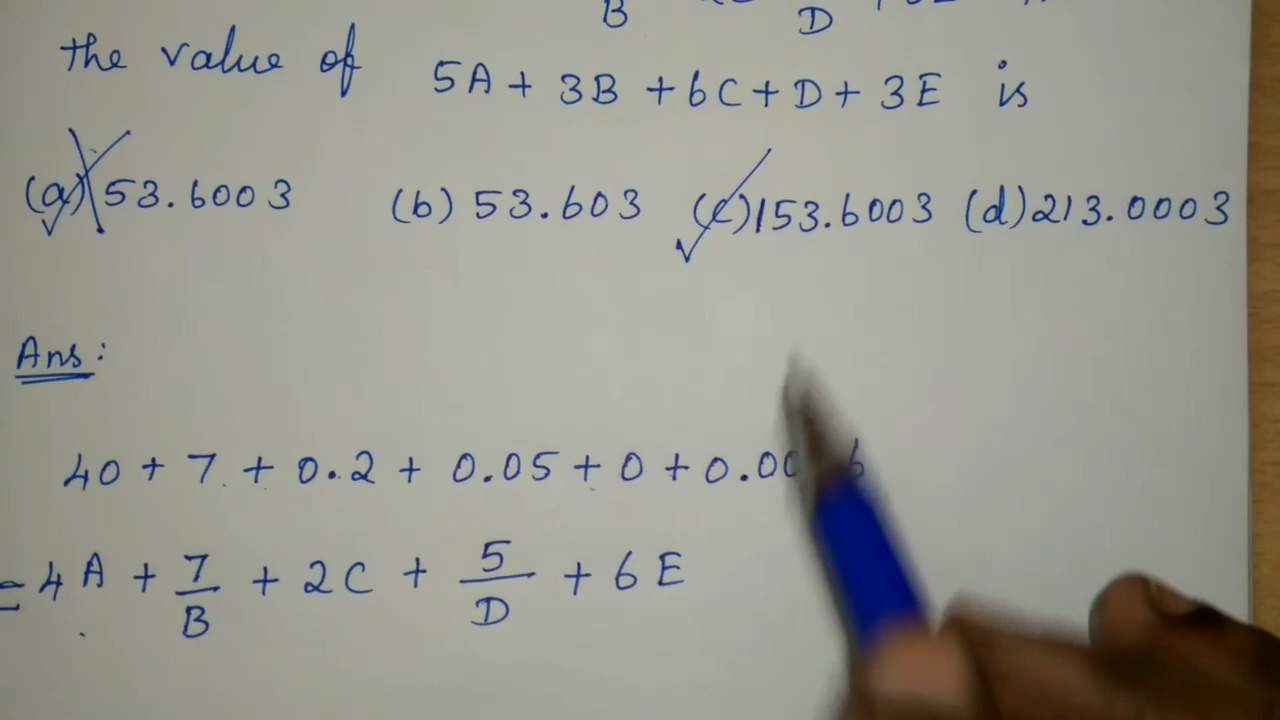 B D
the value of 5A + 3B + 6C + D + 3E is
(a) 53.6003 (b) 53.603 (c) 153.6003 (d) 213.0003
Ans:
40 + 7 + 0.2 + 0.05 + 0 + 0.00 6
= 4A + 7/B + 2C + 5/D + 6E